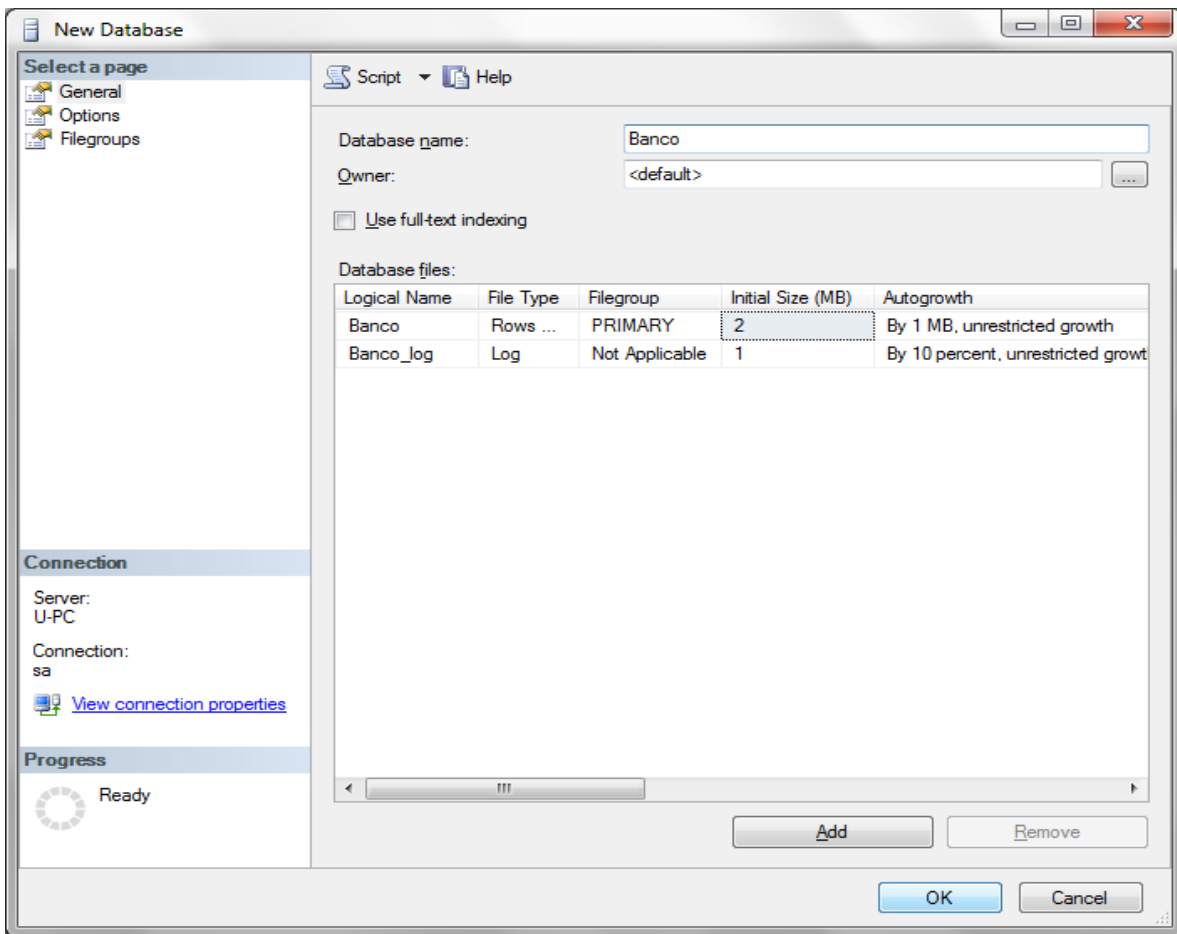 New Database
Select a page
General
Options
Filegroups
Script
Help
Database name:
Banco
Owner:
<default>
...
Use full-text indexing
Database files:
Logical Name File Type Filegroup Initial Size (MB) Autogrowth
Banco Rows ... PRIMARY 2 By 1 MB, unrestricted growth
Banco_log Log Not Applicable 1 By 10 percent, unrestricted growt
Connection
Server:
U-PC
Connection:
sa
View connection properties
Progress
Ready
Add
Remove
OK
Cancel